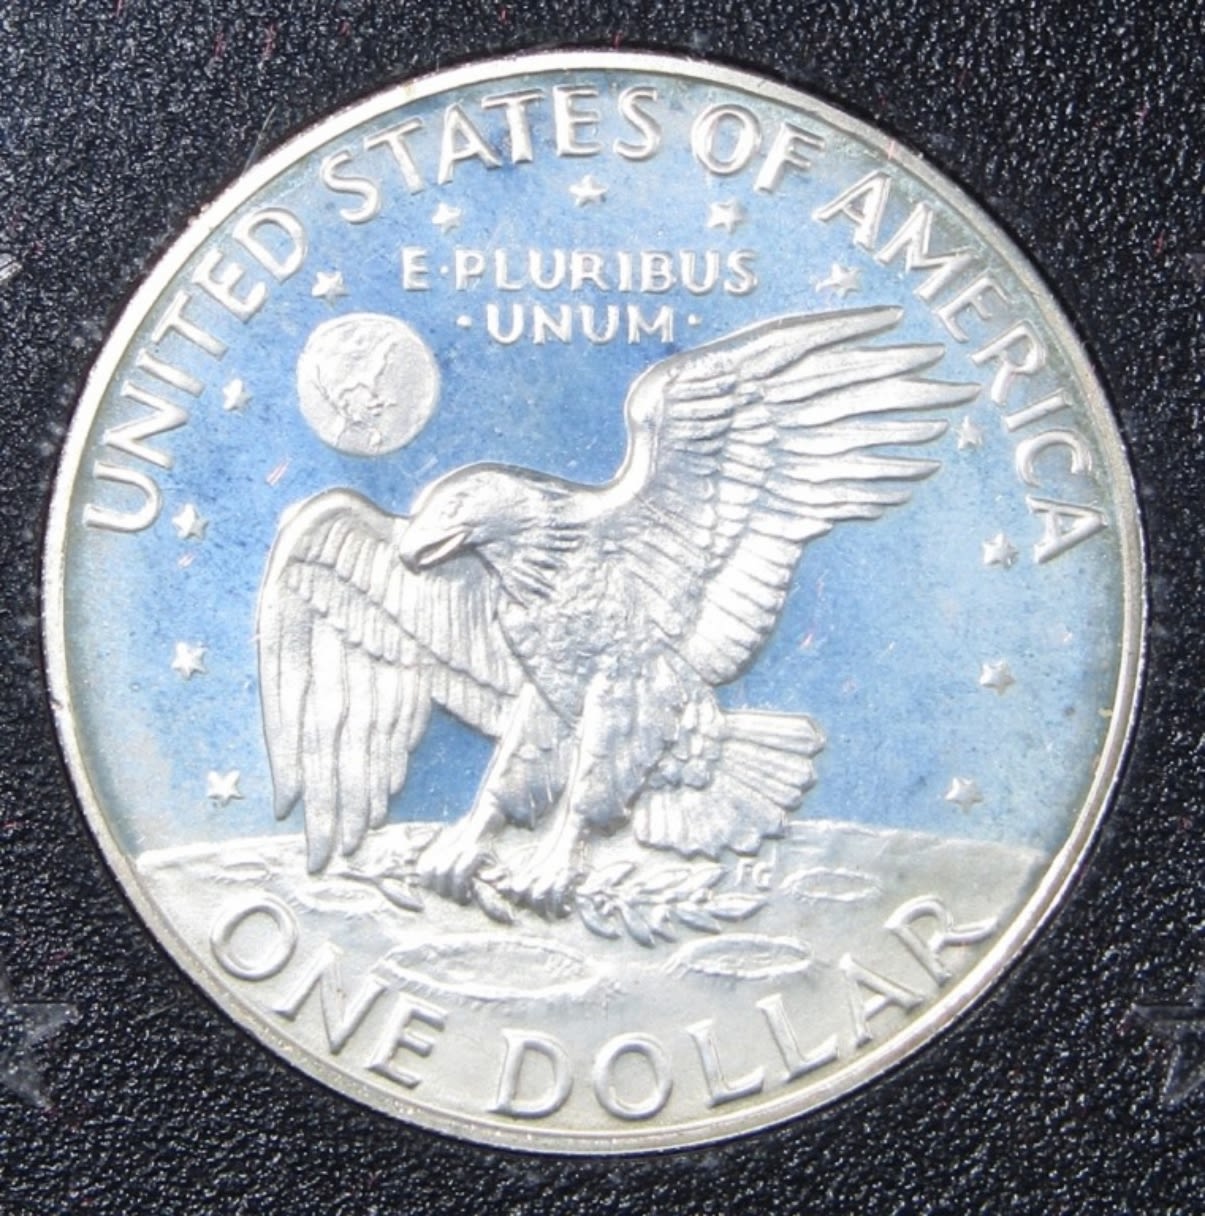 UNITED STATES OF AMERICA
E·PLURIBUS
·UNUM·
FG
ONE DOLLAR